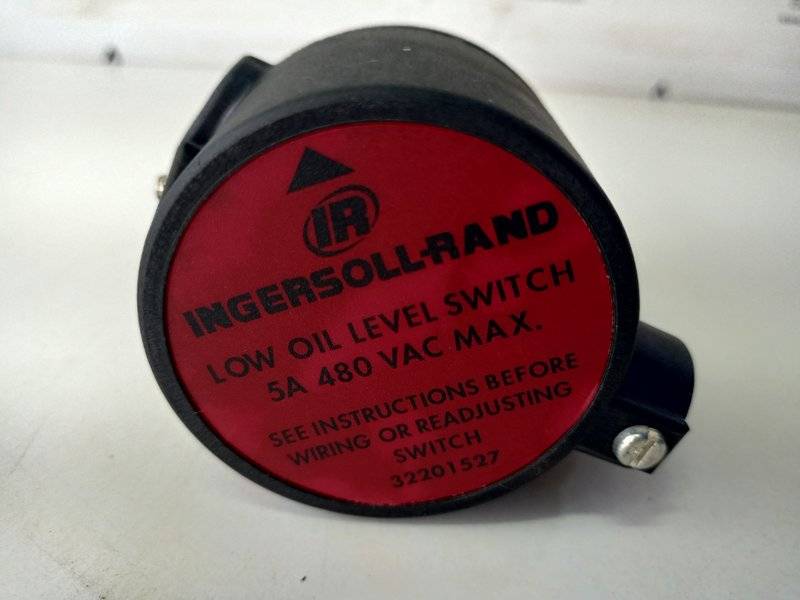 IR
INGERSOLL-RAND
LOW OIL LEVEL SWITCH
5A 480 VAC MAX.
SEE INSTRUCTIONS BEFORE
WIRING OR READJUSTING
SWITCH
32201527